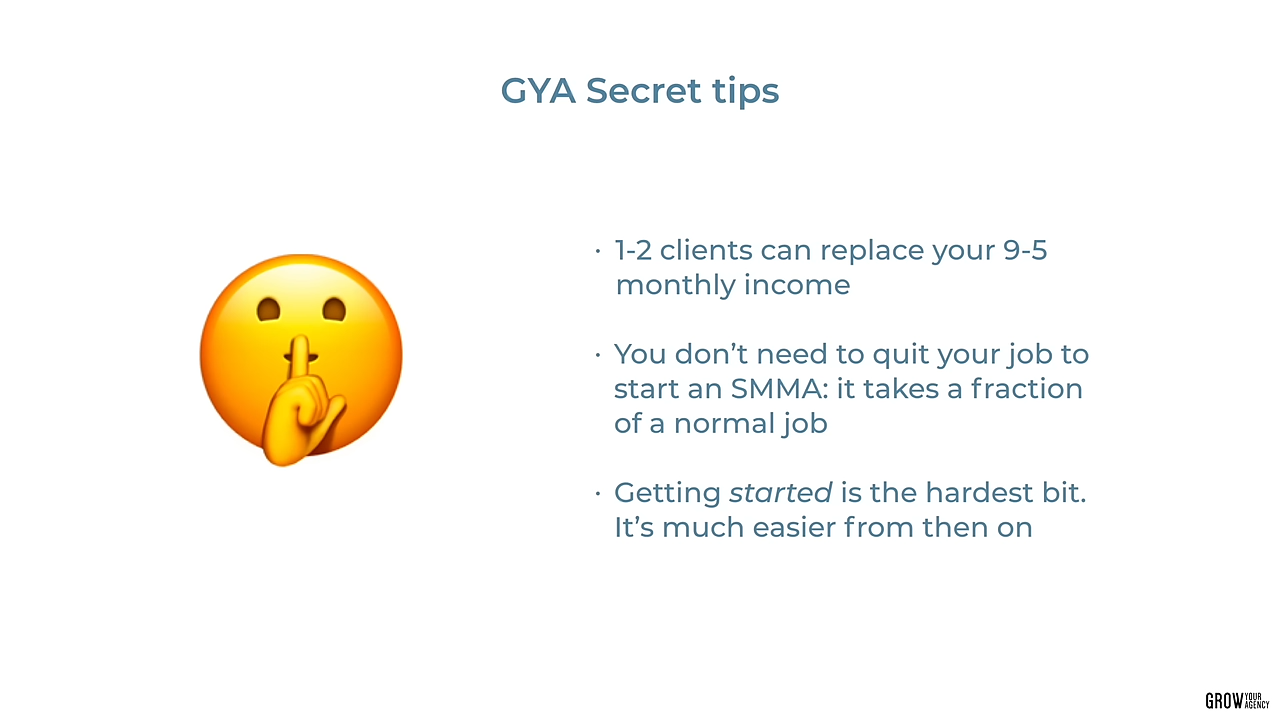 GYA Secret tips
· 1-2 clients can replace your 9-5
monthly income
· You don’t need to quit your job to
start an SMMA: it takes a fraction
of a normal job
· Getting started is the hardest bit.
It’s much easier from then on
GROW YOUR AGENCY